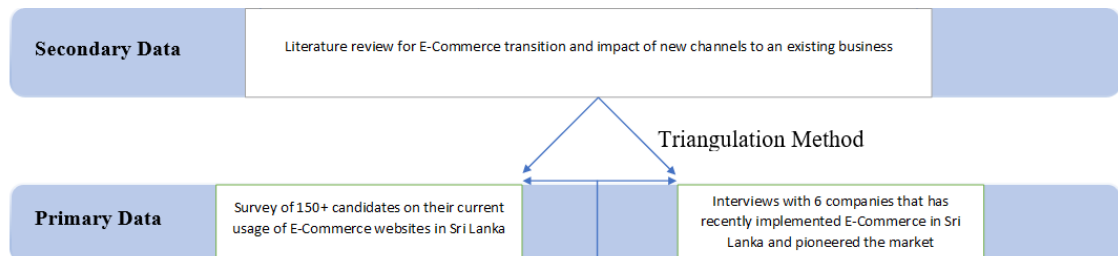 Secondary Data
Literature review for E-Commerce transition and impact of new channels to an existing business
Triangulation Method
Primary Data
Survey of 150+ candidates on their current
usage of E-Commerce websites in Sri Lanka
Interviews with 6 companies that has
recently implemented E-Commerce in Sri
Lanka and pioneered the market